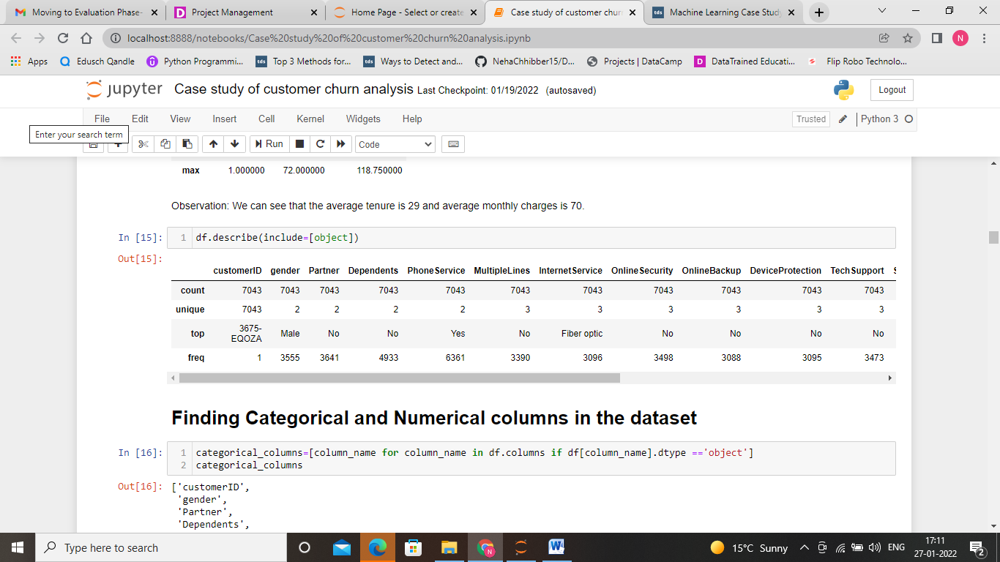 Moving to Evaluation Phase- Project Management Home Page - Select or create Case study of customer churn Machine Learning Case Study
localhost:8888/notebooks/Case%20study%20of%20customer%20churn%20analysis.ipynb N
Apps Edusch Qandle Python Programmi... tds Top 3 Methods for... tds Ways to Detect and... NehaChhibber15/D... Projects | DataCamp D DataTrained Educati... Flip Robo Technolo...
jupyter Case study of customer churn analysis Last Checkpoint: 01/19/2022 (autosaved) Logout
File Edit View Insert Cell Kernel Widgets Help Trusted Python 3
Enter your search term
Run Code
max 1.000000 72.000000 118.750000
Observation: We can see that the average tenure is 29 and average monthly charges is 70.
In [15]: 1 df.describe(include=[object])
Out[15]:
customerID gender Partner Dependents PhoneService MultipleLines InternetService OnlineSecurity OnlineBackup DeviceProtection TechSupport S
count 7043 7043 7043 7043 7043 7043 7043 7043 7043 7043 7043
unique 7043 2 2 2 2 3 3 3 3 3 3
top 3675-EQOZA Male No No Yes No Fiber optic No No No No
freq 1 3555 3641 4933 6361 3390 3096 3498 3088 3095 3473
Finding Categorical and Numerical columns in the dataset
In [16]: 1 categorical_columns=[column_name for column_name in df.columns if df[column_name].dtype =='object']
2 categorical_columns
Out[16]: ['customerID',
'gender',
'Partner',
'Dependents',
Type here to search 15°C Sunny ENG 17:11
27-01-2022 2